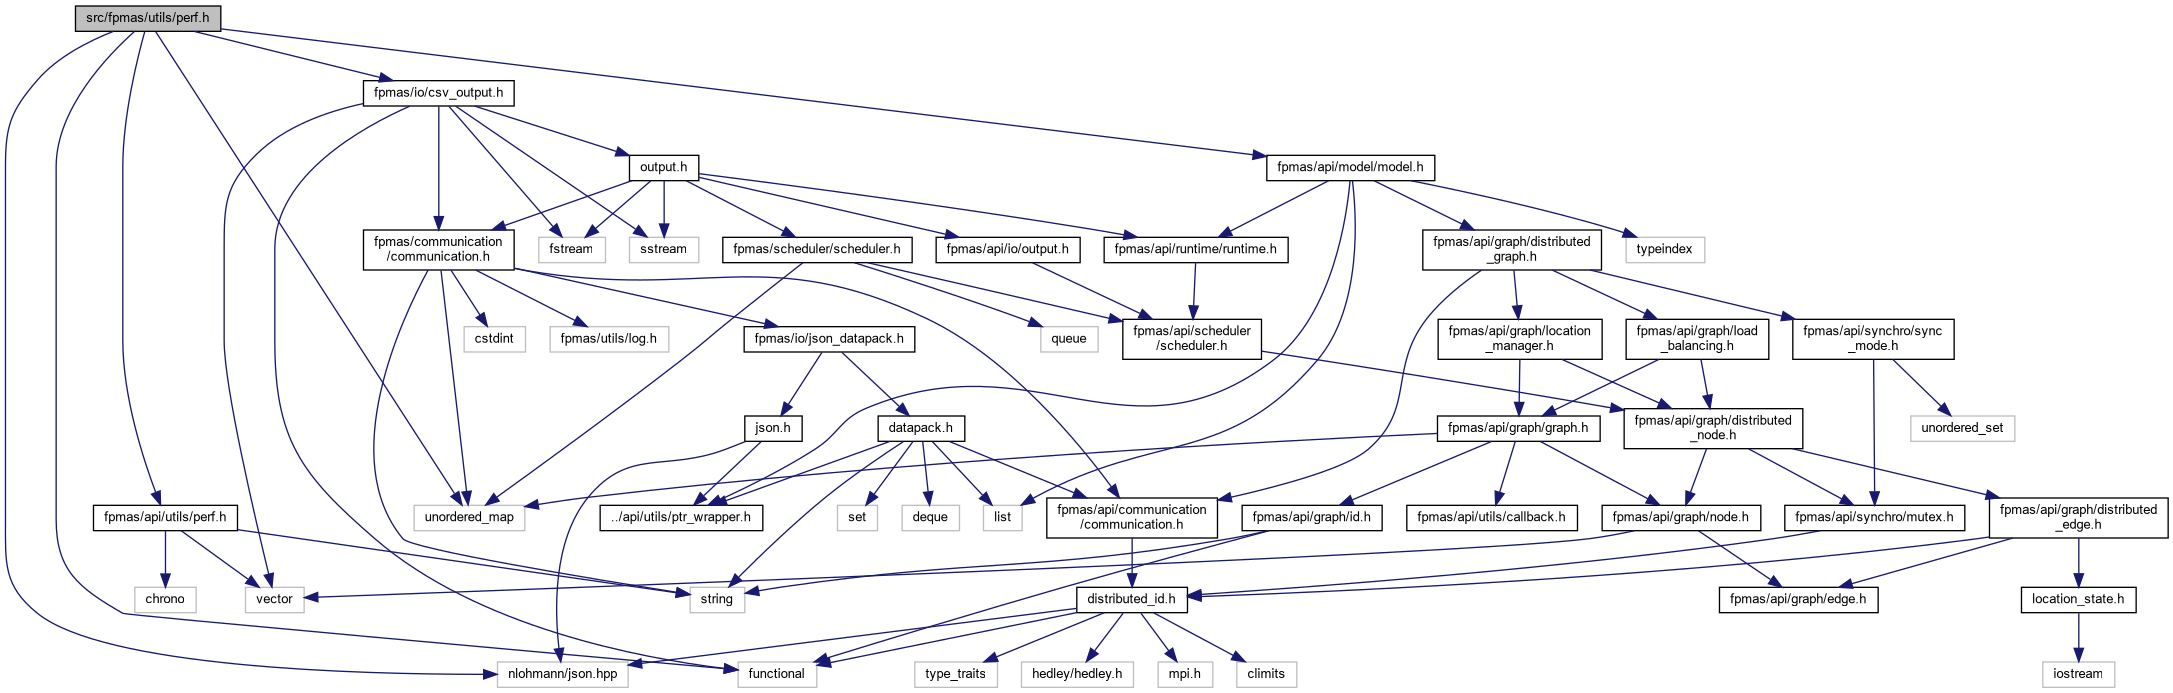 src/fpmas/utils/perf.h
fpmas/io/csv_output.h
output.h
fpmas/api/model/model.h
fpmas/communication
/communication.h
fstream
sstream
fpmas/scheduler/scheduler.h
fpmas/api/io/output.h
fpmas/api/runtime/runtime.h
fpmas/api/graph/distributed
_graph.h
typeindex
cstdint
fpmas/utils/log.h
fpmas/io/json_datapack.h
queue
fpmas/api/scheduler
/scheduler.h
fpmas/api/graph/location
_manager.h
fpmas/api/graph/load
_balancing.h
fpmas/api/synchro/sync
_mode.h
json.h
datapack.h
fpmas/api/graph/graph.h
fpmas/api/graph/distributed
_node.h
unordered_set
fpmas/api/utils/perf.h
unordered_map
../api/utils/ptr_wrapper.h
set
deque
list
fpmas/api/communication
/communication.h
fpmas/api/graph/id.h
fpmas/api/utils/callback.h
fpmas/api/graph/node.h
fpmas/api/synchro/mutex.h
fpmas/api/graph/distributed
_edge.h
chrono
vector
string
distributed_id.h
fpmas/api/graph/edge.h
location_state.h
nlohmann/json.hpp
functional
type_traits
hedley/hedley.h
mpi.h
climits
iostream